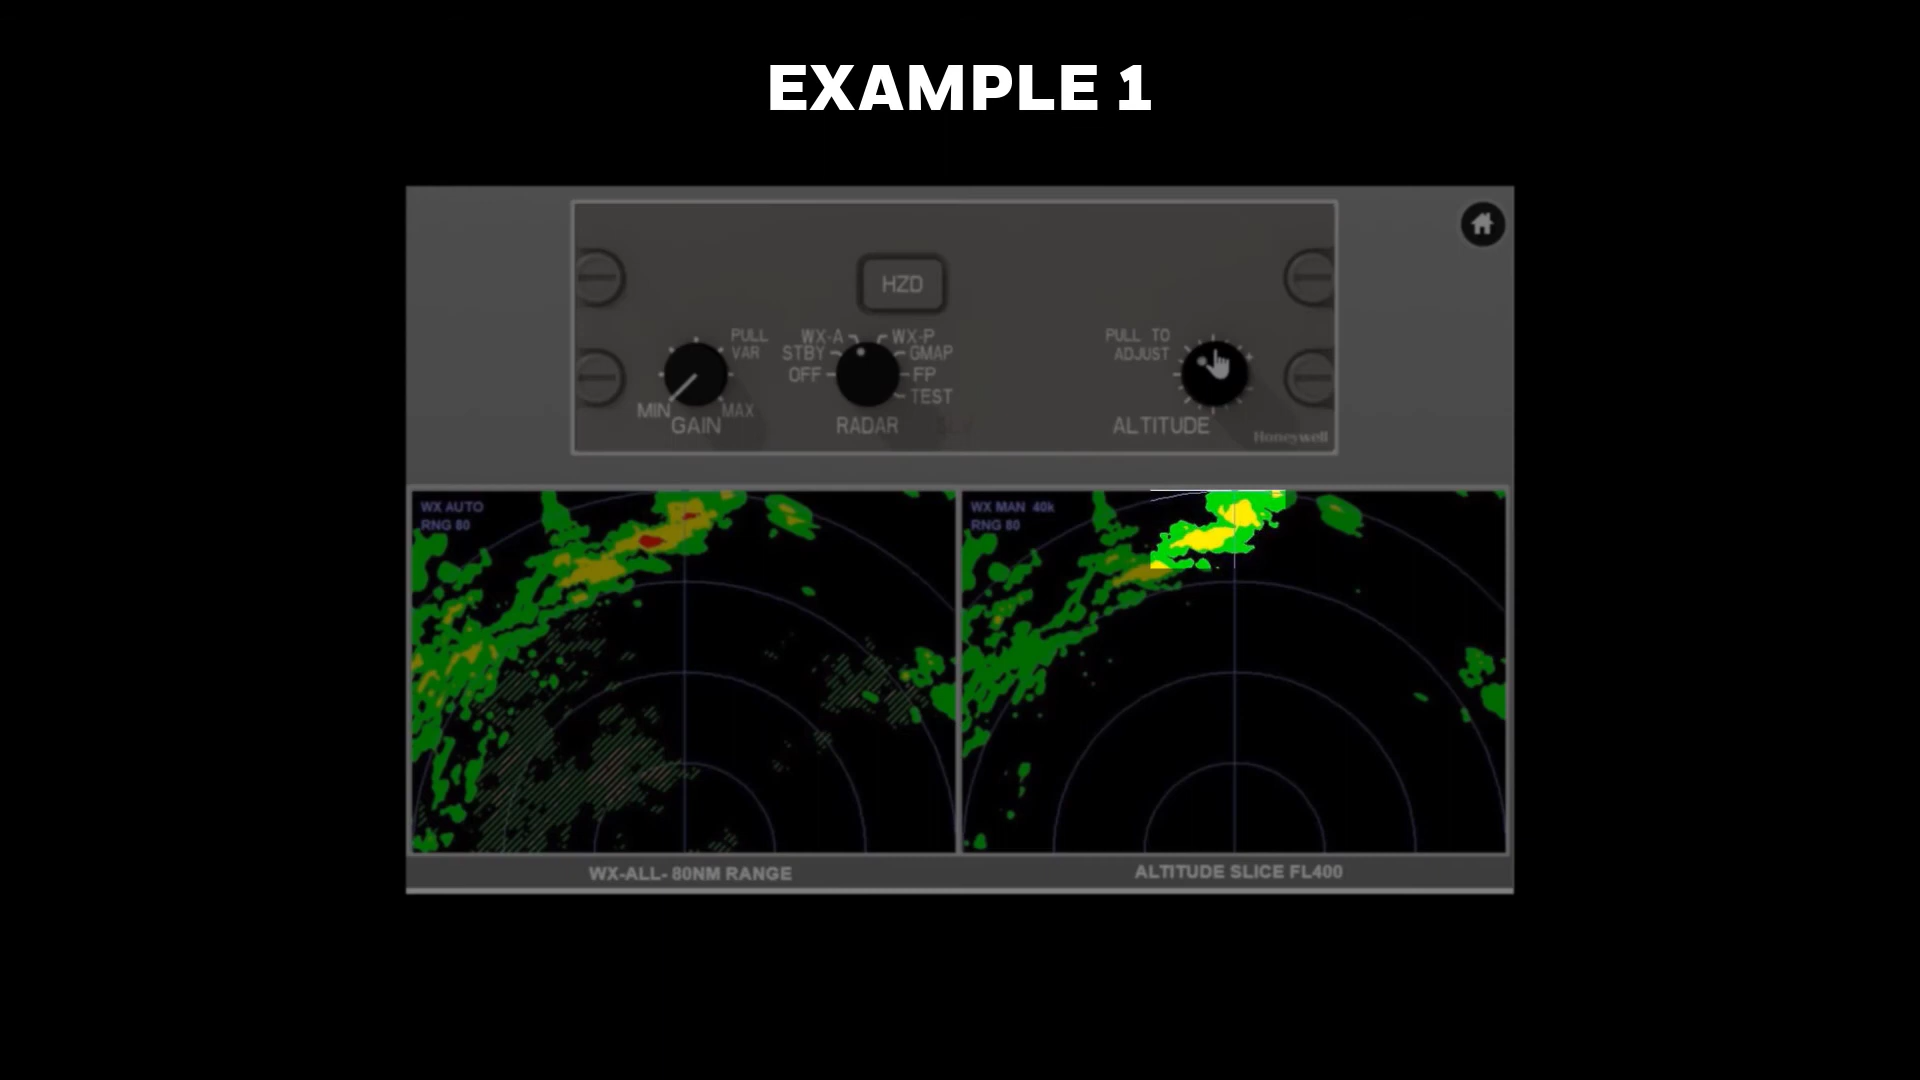 EXAMPLE 1
HZD
PULL
VAR
MIN
MAX
GAIN
WX-A
WX-P
STBY
GMAP
OFF
FP
TEST
RADAR
PULL TO
ADJUST
ALTITUDE
Honeywell
WX AUTO
RNG 80
WX MAN 40k
RNG 80
WX-ALL- 80NM RANGE
ALTITUDE SLICE FL400